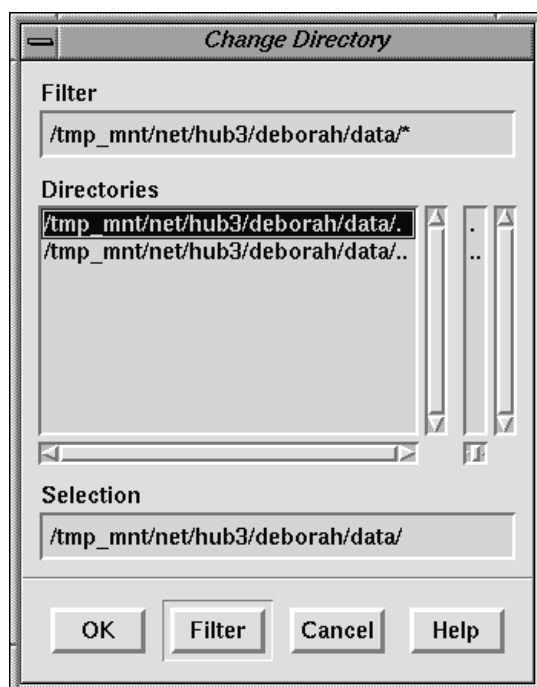 Change Directory
Filter
/tmp_mnt/net/hub3/deborah/data/*
Directories
/tmp_mnt/net/hub3/deborah/data/.
/tmp_mnt/net/hub3/deborah/data/..
.
..
Selection
/tmp_mnt/net/hub3/deborah/data/
OK Filter Cancel Help